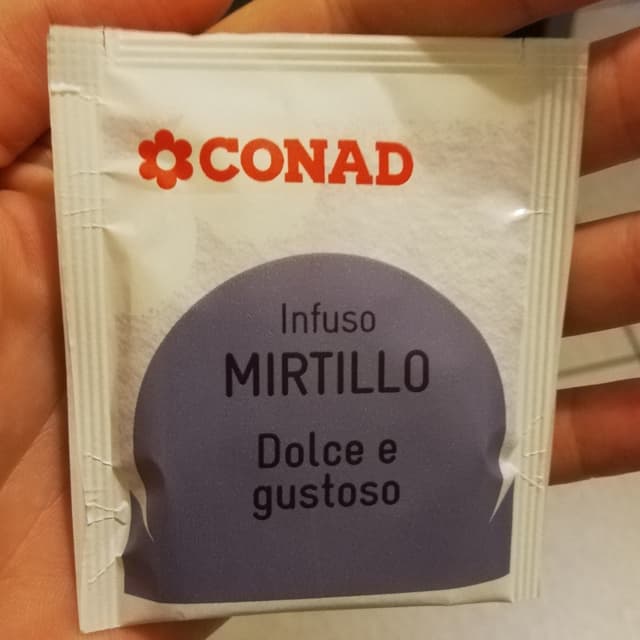 CONAD
Infuso
MIRTILLO
Dolce e
gustoso